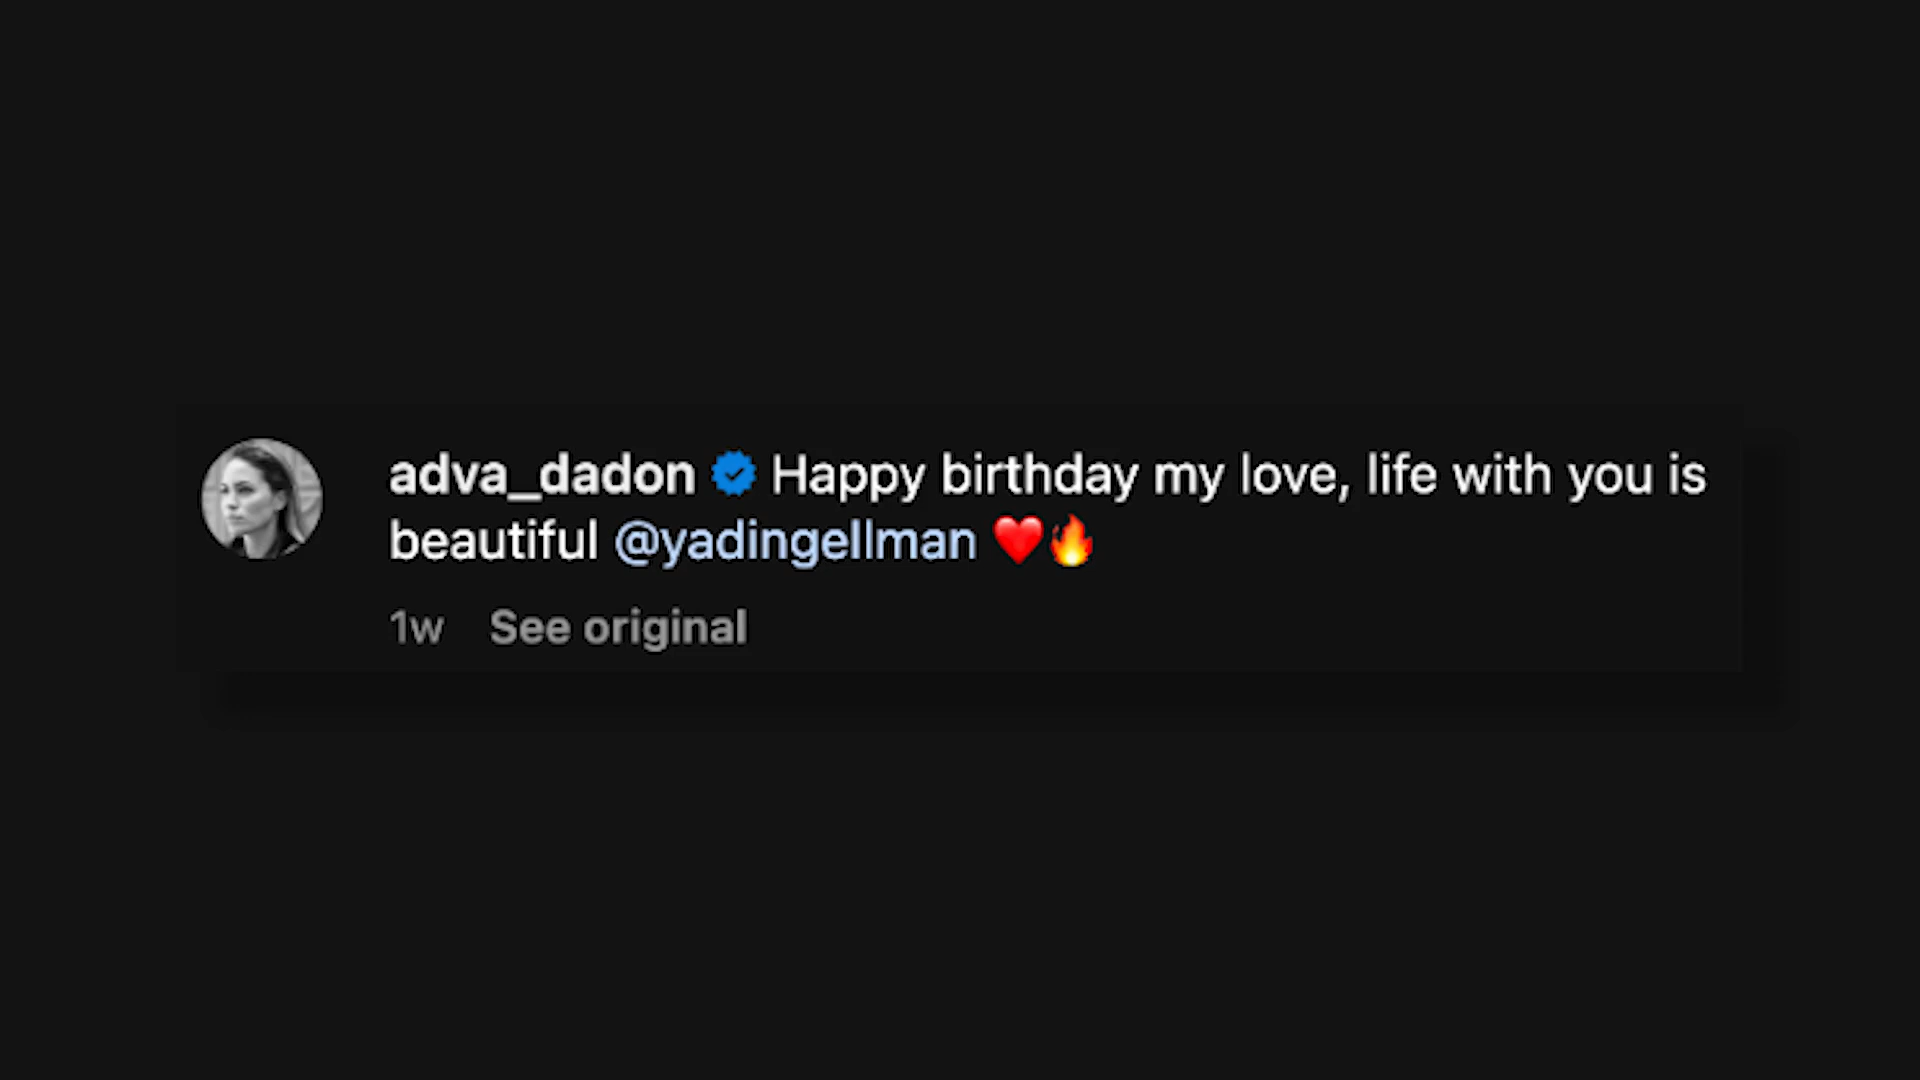 adva_dadon Happy birthday my love, life with you is
beautiful @yadingellman ❤️🔥
1w See original